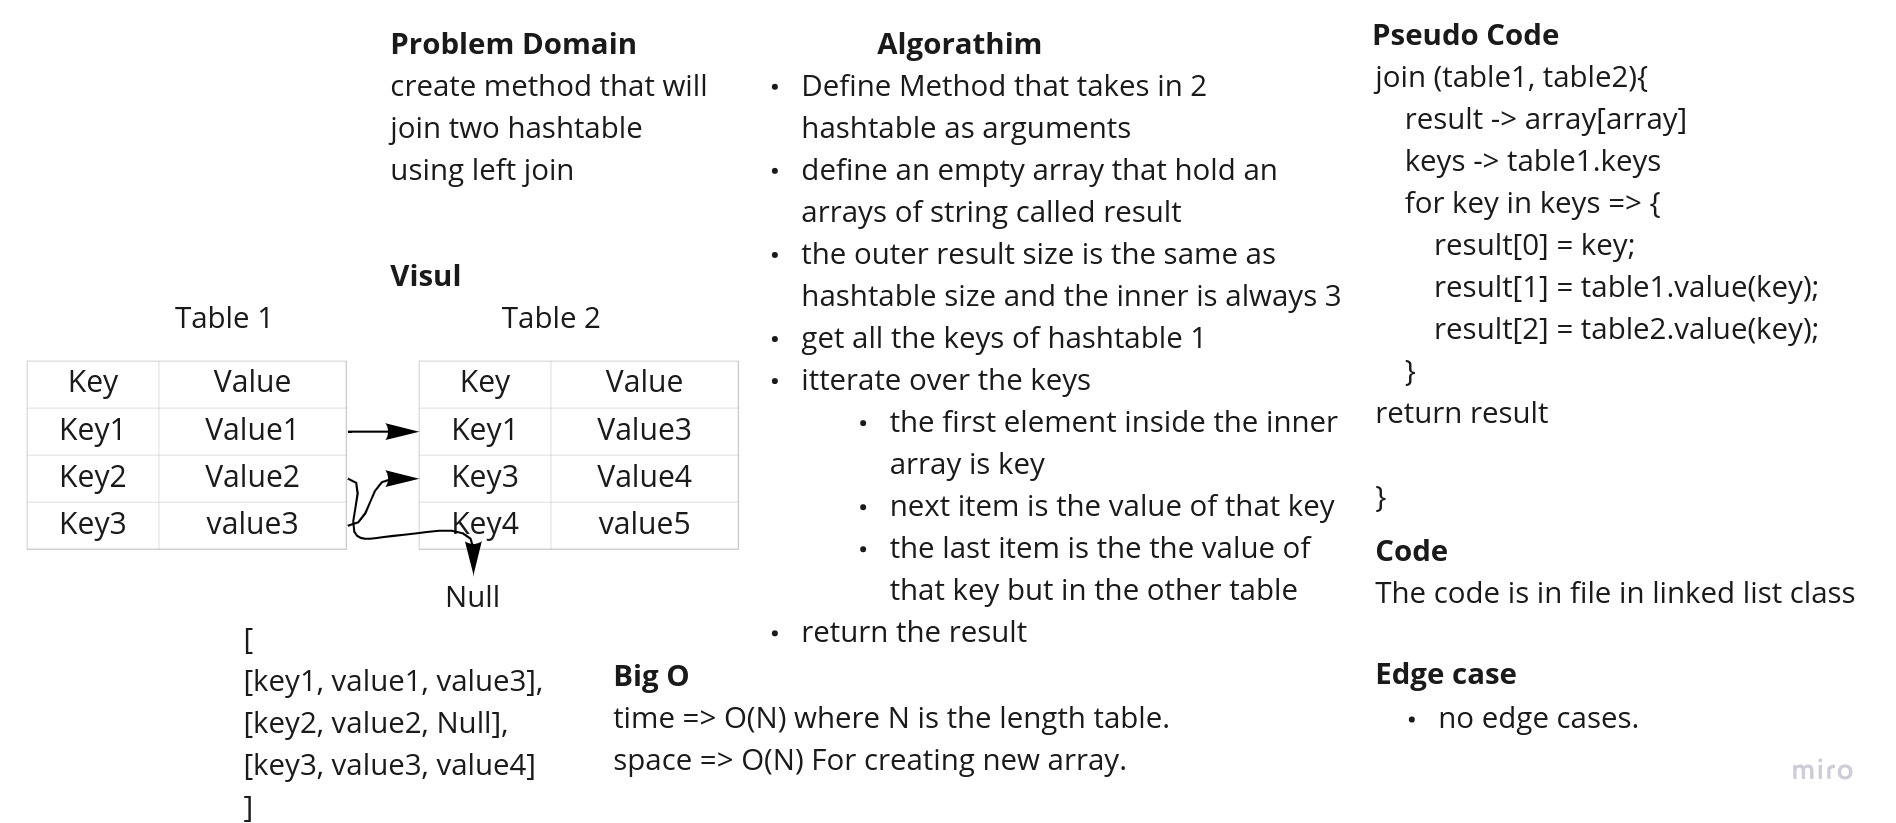 Problem Domain
create method that will
join two hashtable
using left join
Visul
Table 1
Key Value
Key1 Value1
Key2 Value2
Key3 value3
Table 2
Key Value
Key1 Value3
Key3 Value4
Key4 value5
Null
[
[key1, value1, value3],
[key2, value2, Null],
[key3, value3, value4]
]
Algorathim
• Define Method that takes in 2
hashtable as arguments
• define an empty array that hold an
arrays of string called result
• the outer result size is the same as
hashtable size and the inner is always 3
• get all the keys of hashtable 1
• itterate over the keys
• the first element inside the inner
array is key
• next item is the value of that key
• the last item is the the value of
that key but in the other table
• return the result
Big O
time => O(N) where N is the length table.
space => O(N) For creating new array.
Pseudo Code
join (table1, table2){
result -> array[array]
keys -> table1.keys
for key in keys => {
result[0] = key;
result[1] = table1.value(key);
result[2] = table2.value(key);
}
return result
}
Code
The code is in file in linked list class
Edge case
• no edge cases.
miro